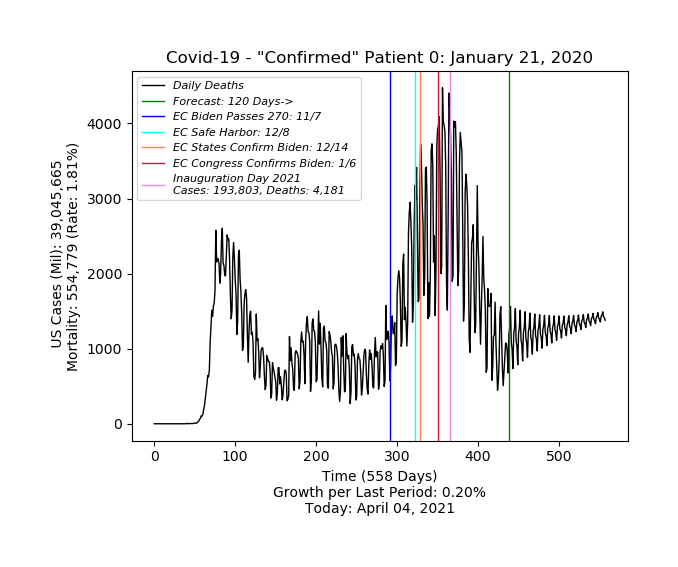 Covid-19 - "Confirmed" Patient 0: January 21, 2020
Daily Deaths
Forecast: 120 Days->
EC Biden Passes 270: 11/7
EC Safe Harbor: 12/8
EC States Confirm Biden: 12/14
EC Congress Confirms Biden: 1/6
Inauguration Day 2021
Cases: 193,803, Deaths: 4,181
US Cases (Mil): 39,045,665
Mortality: 554,779 (Rate: 1.81%)
4000
3000
2000
1000
0
0 100 200 300 400 500
Time (558 Days)
Growth per Last Period: 0.20%
Today: April 04, 2021